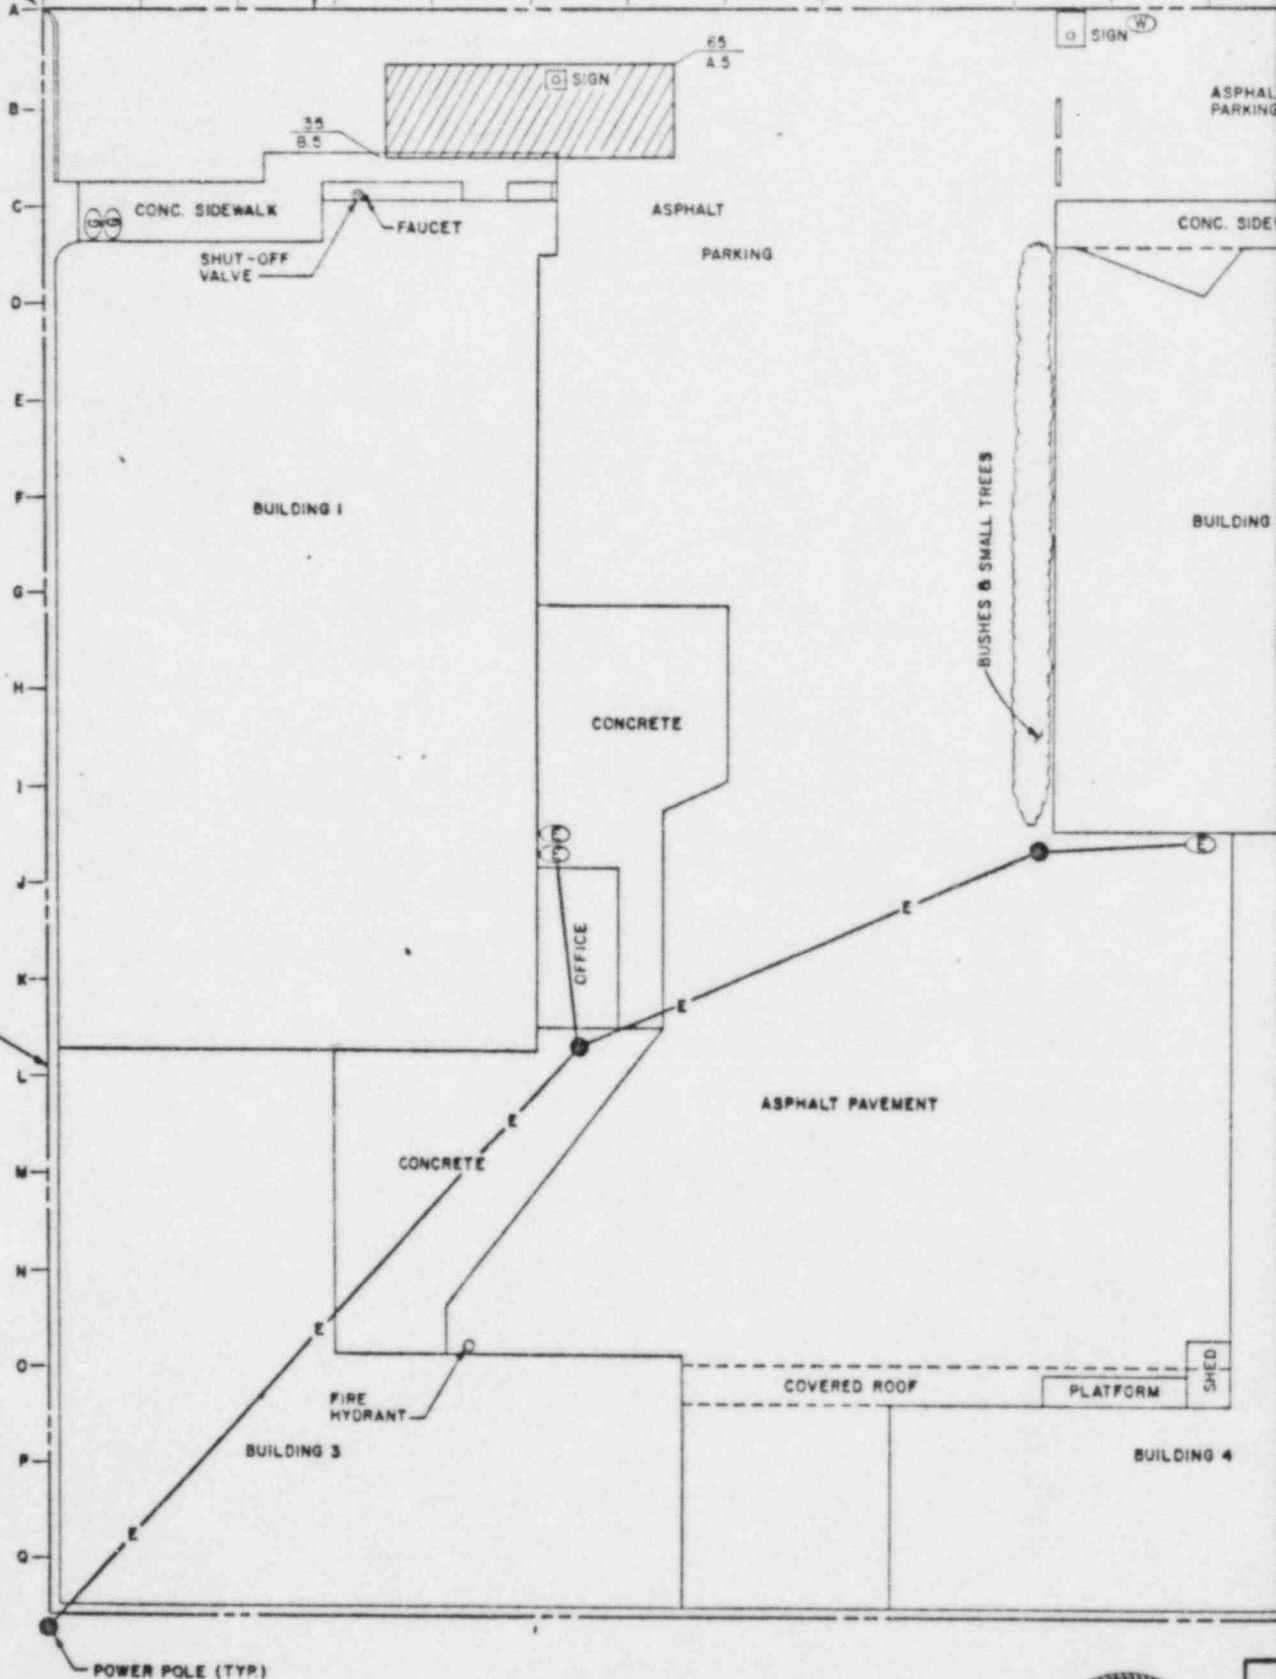 A
SIGN
W
65
A.5
SIGN
ASPHAL
PARKING
B
35
B.5
C
CONC. SIDEWALK
G
G
FAUCET
ASPHALT
PARKING
CONC. SIDEW
SHUT-OFF
VALVE
D
E
F
BUILDING 1
BUSHES & SMALL TREES
BUILDING
G
H
CONCRETE
I
J
E
OFFICE
K
E
L
E
ASPHALT PAVEMENT
M
CONCRETE
N
E
O
COVERED ROOF
PLATFORM
SHED
FIRE
HYDRANT
P
BUILDING 3
BUILDING 4
E
Q
POWER POLE (TYP.)